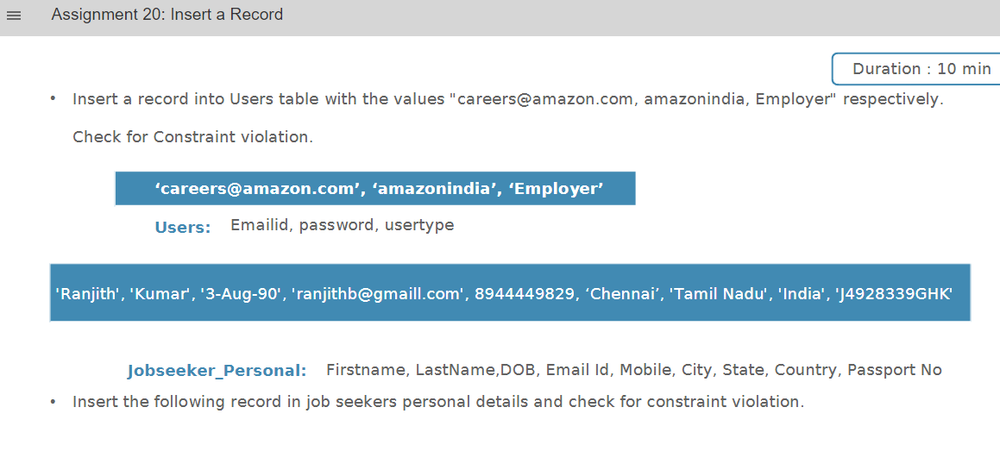 Assignment 20: Insert a Record
Duration : 10 min
• Insert a record into Users table with the values "careers@amazon.com, amazonindia, Employer" respectively.
Check for Constraint violation.
‘careers@amazon.com’, ‘amazonindia’, ‘Employer’
Users: Emailid, password, usertype
'Ranjith', 'Kumar', '3-Aug-90', 'ranjithb@gmaill.com', 8944449829, ‘Chennai’, 'Tamil Nadu', 'India', 'J4928339GHK'
Jobseeker_Personal: Firstname, LastName,DOB, Email Id, Mobile, City, State, Country, Passport No
• Insert the following record in job seekers personal details and check for constraint violation.